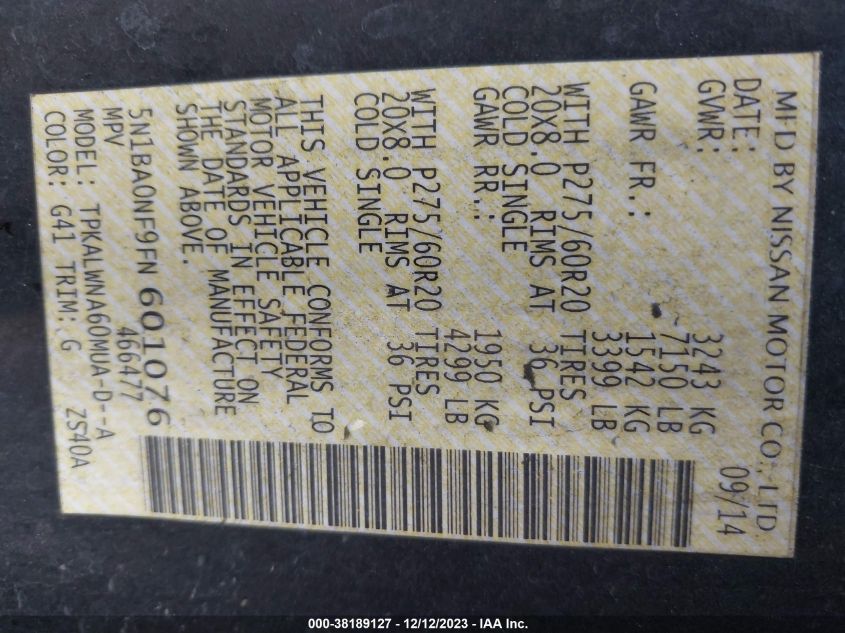 MFD BY NISSAN MOTOR CO., LTD.
DATE: 09/14
GVWR: 3243 KG
7150 LB
GAWR FR.: 1542 KG
3399 LB
WITH P275/60R20 TIRES
20X8.0 RIMS AT 36 PSI
COLD SINGLE
GAWR RR.: 1950 KG
4299 LB
WITH P275/60R20 TIRES
20X8.0 RIMS AT 36 PSI
COLD SINGLE
THIS VEHICLE CONFORMS TO
ALL APPLICABLE FEDERAL
MOTOR VEHICLE SAFETY
STANDARDS IN EFFECT ON
THE DATE OF MANUFACTURE
SHOWN ABOVE.
5N1BA0NF9FN601076
MPV 466477
MODEL: TPKALWNA60MUA-D--A
COLOR: G41 TRIM: G ZS40A
000-38189127 - 12/12/2023 - IAA Inc.